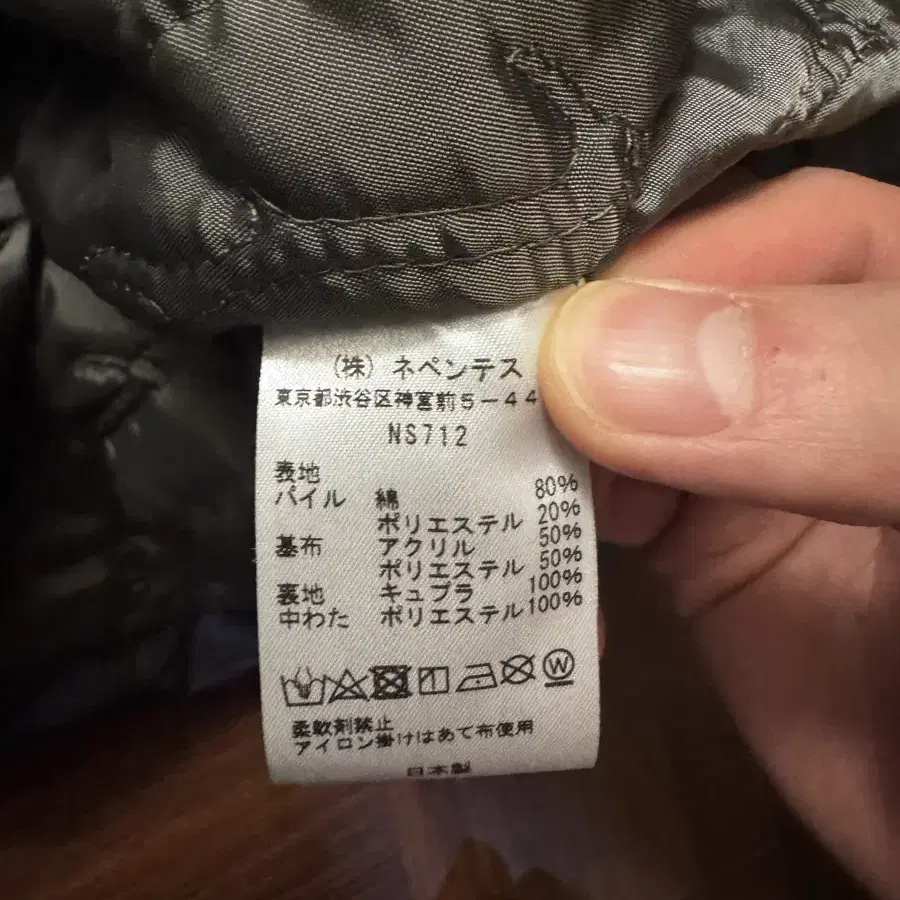 (株) ネペンテス
東京都渋谷区神宮前5-44
NS712
表地
パイル 綿 80%
ポリエステル 20%
基布 アクリル 50%
ポリエステル 50%
裏地 キュプラ 100%
中わた ポリエステル 100%
W
柔軟剤禁止
アイロン掛けはあて布使用
日本製